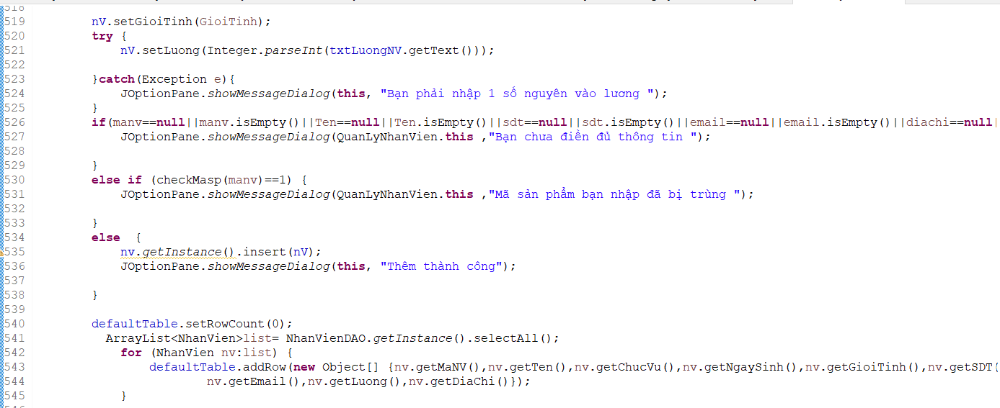 518
519 nV.setGioiTinh(GioiTinh);
520 try {
521 nV.setLuong(Integer.parseInt(txtLuongNV.getText()));
522
523 }catch(Exception e){
524 JOptionPane.showMessageDialog(this, "Bạn phải nhập 1 số nguyên vào lương ");
525 }
526 if(manv==null||manv.isEmpty()||Ten==null||Ten.isEmpty()||sdt==null||sdt.isEmpty()||email==null||email.isEmpty()||diachi==null|
527 JOptionPane.showMessageDialog(QuanLyNhanVien.this ,"Bạn chưa điền đủ thông tin ");
528
529 }
530 else if (checkMasp(manv)==1) {
531 JOptionPane.showMessageDialog(QuanLyNhanVien.this ,"Mã sản phẩm bạn nhập đã bị trùng ");
532
533 }
534 else  {
535 nv.getInstance().insert(nV);
536 JOptionPane.showMessageDialog(this, "Thêm thành công");
537
538 }
539
540 defaultTable.setRowCount(0);
541 ArrayList<NhanVien>list= NhanVienDAO.getInstance().selectAll();
542 for (NhanVien nv:list) {
543 defaultTable.addRow(new Object[] {nv.getMaNV(),nv.getTen(),nv.getChucVu(),nv.getNgaySinh(),nv.getGioiTinh(),nv.getSDT(
544 nv.getEmail(),nv.getLuong(),nv.getDiaChi()});
545 }